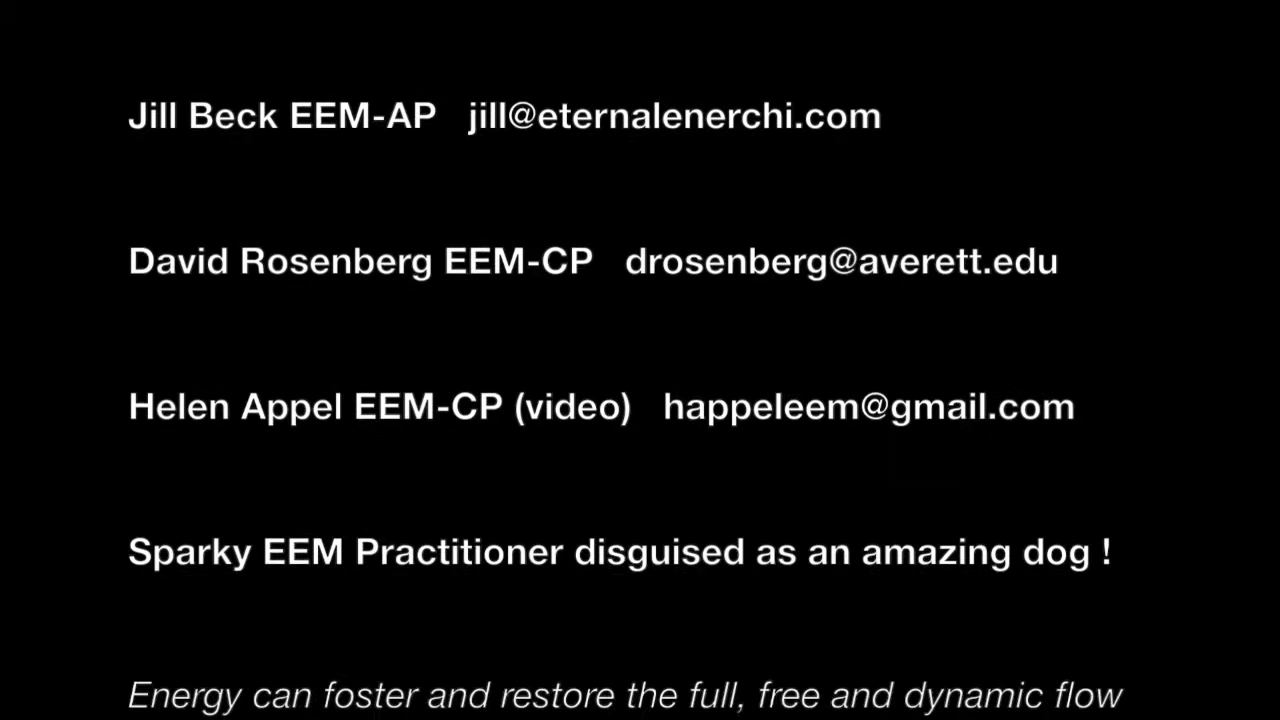 Jill Beck EEM-AP jill@eternalenerchi.com
David Rosenberg EEM-CP drosenberg@averett.edu
Helen Appel EEM-CP (video) happeleem@gmail.com
Sparky EEM Practitioner disguised as an amazing dog !
Energy can foster and restore the full, free and dynamic flow